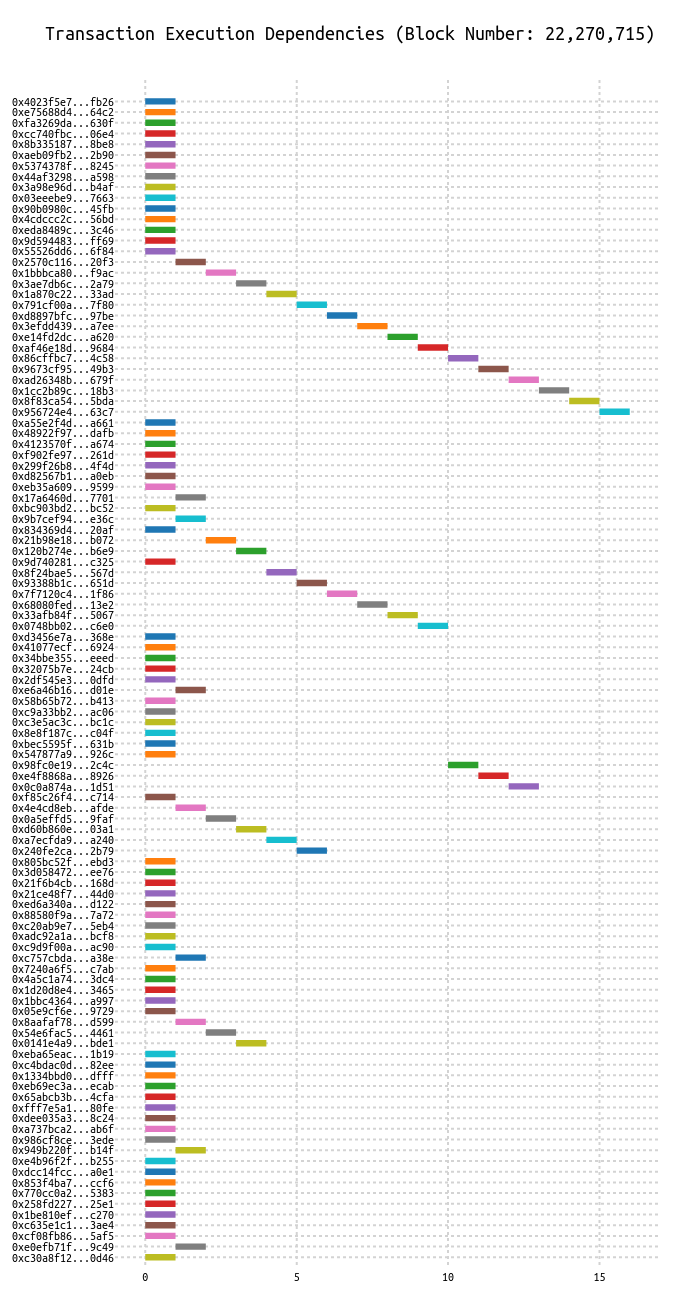 Transaction Execution Dependencies (Block Number: 22,270,715)
0x4023f5e7...fb26
0xe75688d4...64c2
0xfa3269da...630f
0xcc740fbc...06e4
0x8b335187...8be8
0xaeb09fb2...2b90
0x5374378f...8245
0x44af3298...a598
0x3a98e96d...b4af
0x03eeebe9...7663
0x90b0980c...45fb
0x4cdccc2c...56bd
0xeda8489c...3c46
0x9d594483...ff69
0x55526dd6...6f84
0x2570c116...20f3
0x1bbbca80...f9ac
0x3ae7db6c...2a79
0x1a870c22...33ad
0x791cf00a...7f80
0xd8897bfc...97be
0x3efdd439...a7ee
0xe14fd2dc...a620
0xaf46e18d...9684
0x86cffbc7...4c58
0x9673cf95...49b3
0xad26348b...679f
0x1cc2b89c...18b3
0x8f83ca54...5bda
0x956724e4...63c7
0xa55e2f4d...a661
0x48922f97...dafb
0x4123570f...a674
0xf902fe97...261d
0x299f26b8...4f4d
0xd82567b1...a0eb
0xeb35a609...9599
0x17a6460d...7701
0xbc903bd2...bc52
0x9b7cef94...e36c
0x834369d4...20af
0x21b98e18...b072
0x120b274e...b6e9
0x9d740281...c325
0x8f24bae5...567d
0x93388b1c...651d
0x7f7120c4...1f86
0x68080fed...13e2
0x33afb84f...5067
0x0748bb02...c6e0
0xd3456e7a...368e
0x41077ecf...6924
0x34bbe355...eeed
0x32075b7e...24cb
0x2df545e3...0dfd
0xe6a46b16...d01e
0x58b65b72...b413
0xc9a33bb2...ac06
0xc3e5ac3c...bc1c
0x8e8f187c...c04f
0xbec5595f...631b
0x547877a9...926c
0x98fc0e19...2c4c
0xe4f8868a...8926
0x0c0a874a...1d51
0xf85c26f4...c714
0x4e4cd8eb...afde
0x0a5effd5...9faf
0xd60b860e...03a1
0xa7ecfda9...a240
0x240fe2ca...2b79
0x805bc52f...ebd3
0x3d058472...ee76
0x21f6b4cb...168d
0x21ce48f7...44d0
0xed6a340a...d122
0x88580f9a...7a72
0xc20ab9e7...5eb4
0xadc92a1a...bcf8
0xc9d9f00a...ac90
0xc757cbda...a38e
0x7240a6f5...c7ab
0x4a5c1a74...3dc4
0x1d20d8e4...3465
0x1bbc4364...a997
0x05e9cf6e...9729
0x8aafaf78...d599
0x54e6fac5...4461
0x0141e4a9...bde1
0xeba65eac...1b19
0xc4bdac0d...82ee
0x1334bbd0...dfff
0xeb69ec3a...ecab
0x65abcb3b...4cfa
0xfff7e5a1...80fe
0xdee035a3...8c24
0xa737bca2...ab6f
0x986cf8ce...3ede
0x949b220f...b14f
0xe4b96f2f...b255
0xdcc14fcc...a0e1
0x853f4ba7...ccf6
0x770cc0a2...5383
0x258fd227...25e1
0x1be810ef...c270
0xc635e1c1...3ae4
0xcf08fb86...5af5
0xe0efb71f...9c49
0xc30a8f12...0d46
0 5 10 15